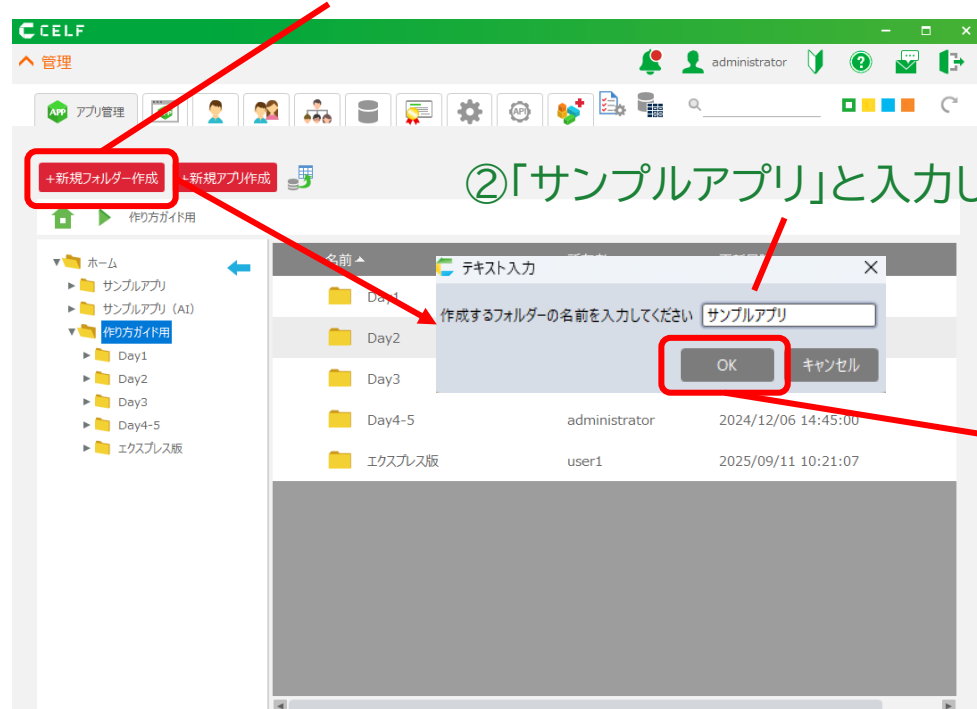 CELF
管理
administrator
APP アプリ管理
API
+新規フォルダー作成
+新規アプリ作成
②「サンプルアプリ」と入力し
作り方ガイド用
ホーム
サンプルアプリ
サンプルアプリ (AI)
作り方ガイド用
Day1
Day2
Day3
Day4-5
エクスプレス版
名前
テキスト入力
作成するフォルダーの名前を入力してください
サンプルアプリ
OK
キャンセル
Day2
Day3
Day4-5 administrator 2024/12/06 14:45:00
エクスプレス版 user1 2025/09/11 10:21:07